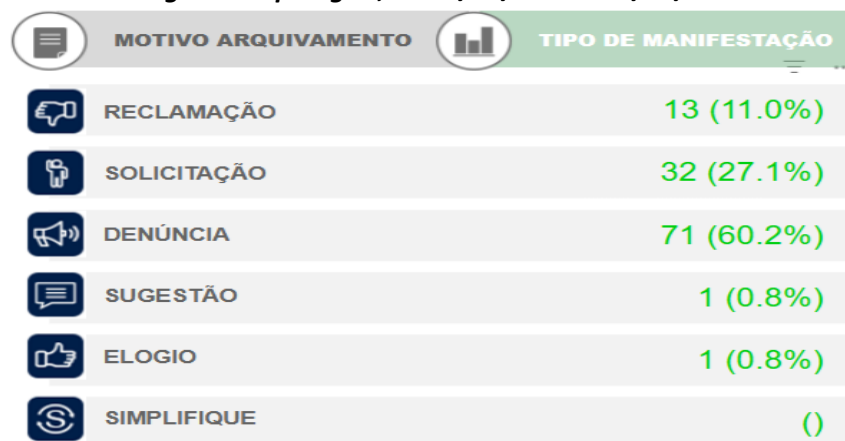 MOTIVO ARQUIVAMENTO TIPO DE MANIFESTAÇÃO
RECLAMAÇÃO 13 (11.0%)
SOLICITAÇÃO 32 (27.1%)
DENÚNCIA 71 (60.2%)
SUGESTÃO 1 (0.8%)
ELOGIO 1 (0.8%)
SIMPLIFIQUE ()